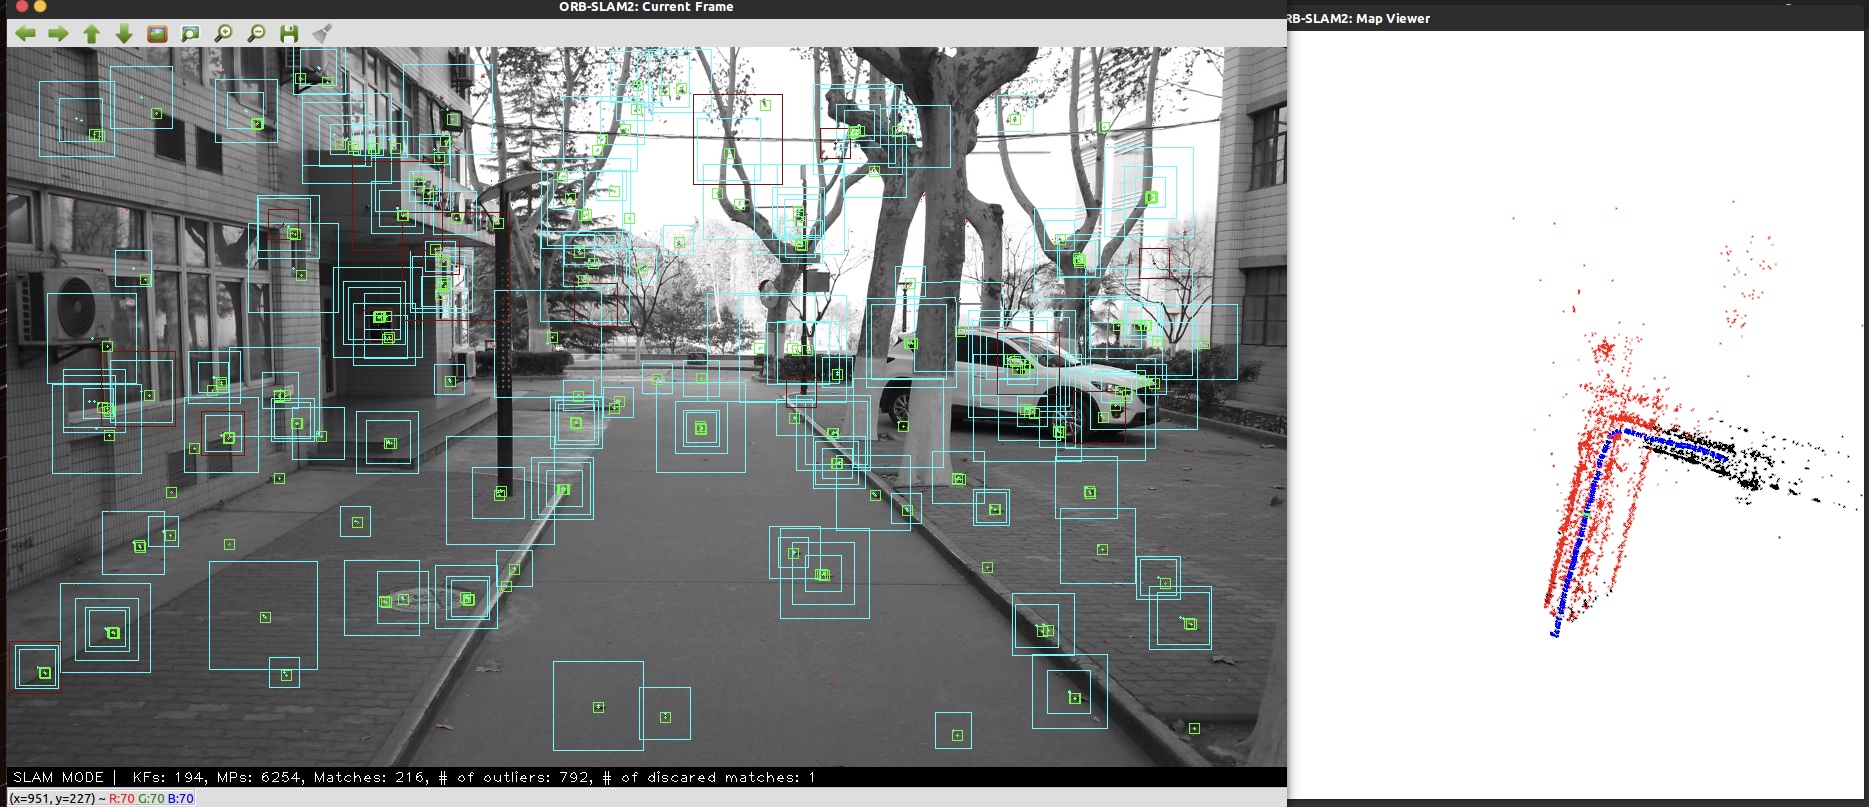 ORB-SLAM2: Current Frame
RB-SLAM2: Map Viewer
SLAM MODE | KFs: 194, MPs: 6254, Matches: 216, # of outliers: 792, # of discared matches: 1
(x=951, y=227) ~ R:70 G:70 B:70